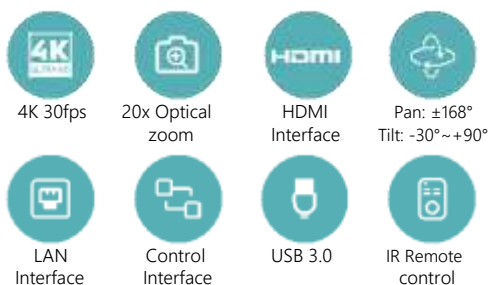 4K
ULTRA HD
HDMI
4K 30fps
20x Optical
zoom
HDMI
Interface
Pan: ±168°
Tilt: -30°~+90°
LAN
Interface
Control
Interface
USB 3.0
IR Remote
control